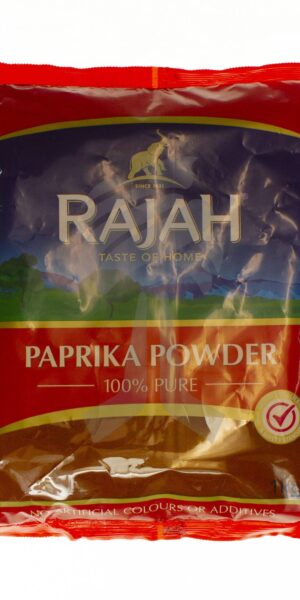 SINCE 1931
RAJAH
TASTE OF HOME
PAPRIKA POWDER
100% PURE
NO ARTIFICIAL COLOURS OR ADDITIVES